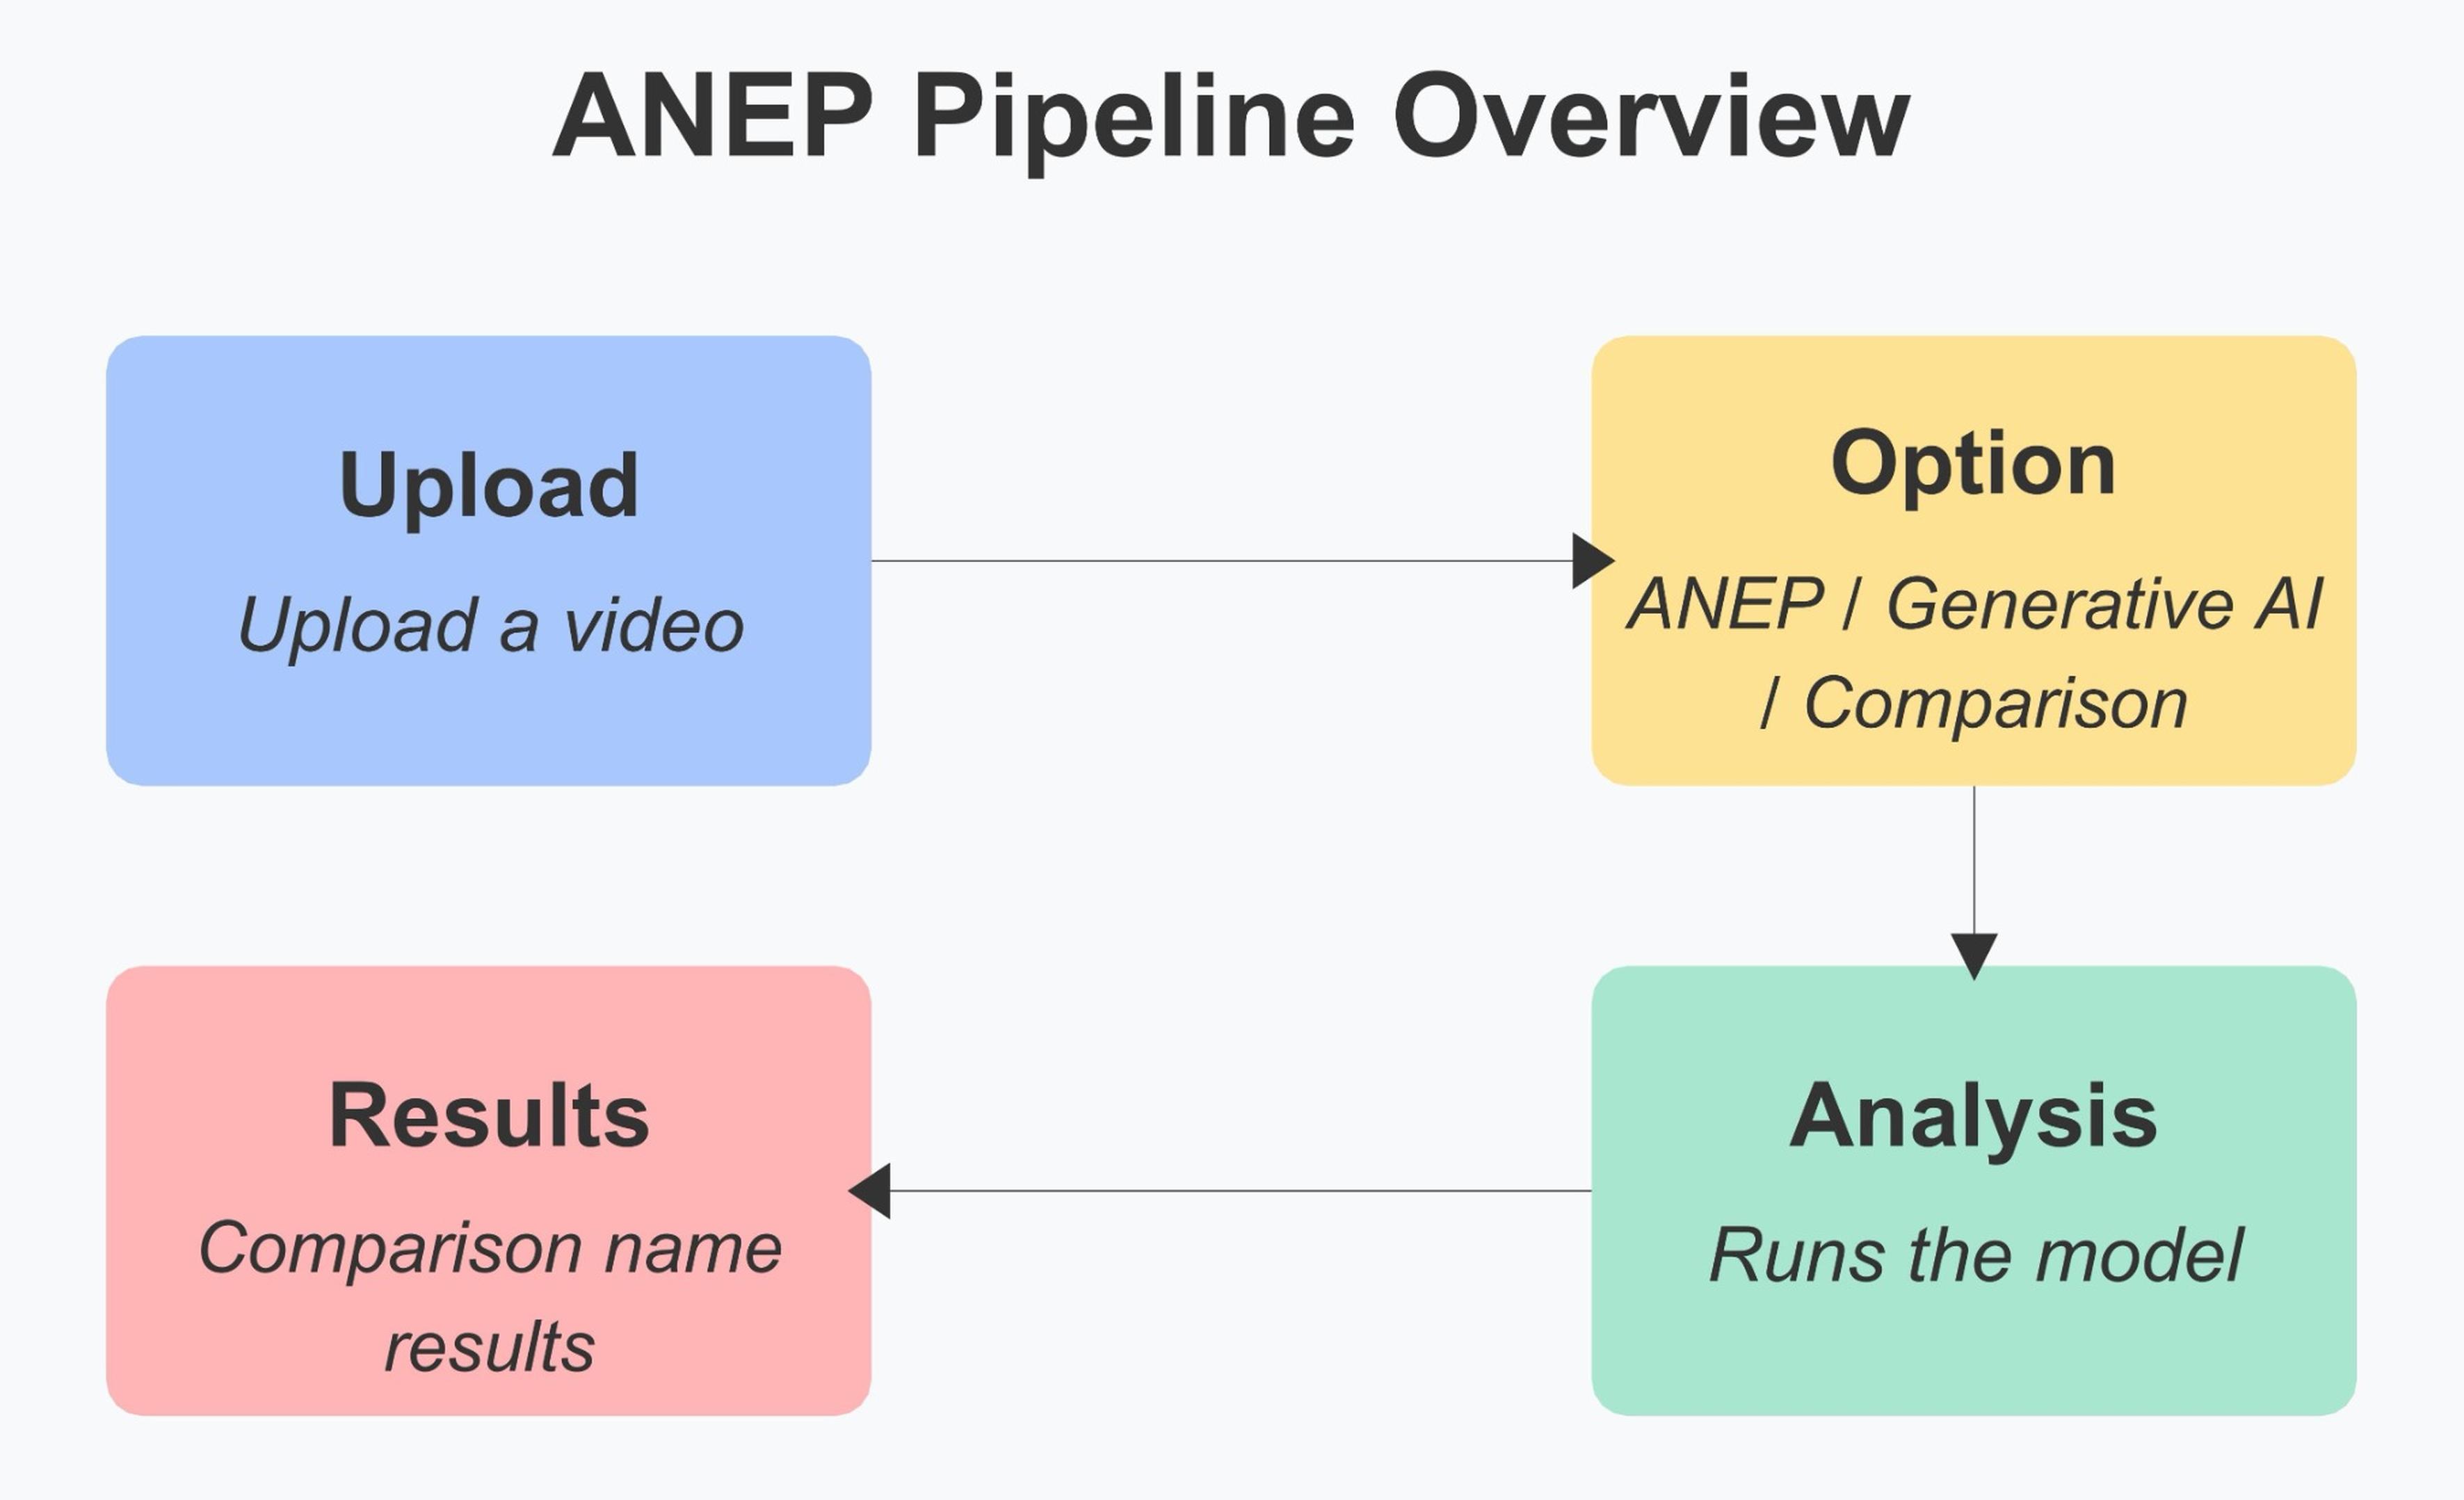 ANEP Pipeline Overview
Upload
Upload a video
Option
ANEP / Generative AI
/ Comparison
Results
Comparison name
results
Analysis
Runs the model